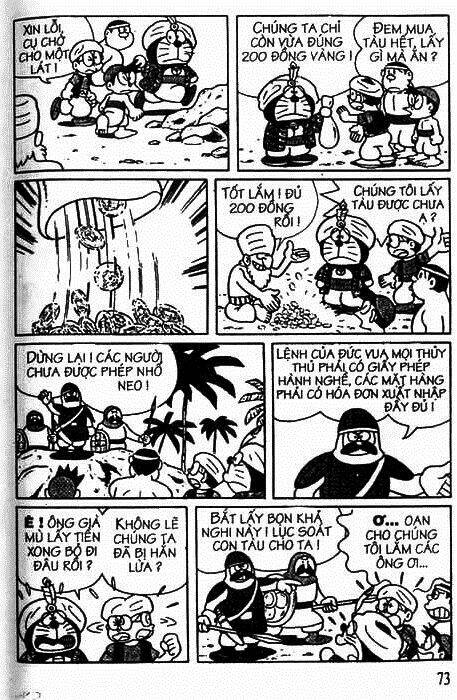 XIN LỖI,
CỤ CHỜ
CHO MỘT
LÁT!
CHÚNG TA CHỈ
CÒN VỪA ĐÚNG
200 ĐỒNG VÀNG!
ĐEM MUA
TÀU HẾT, LẤY
GÌ MÀ ĂN?
TỐT LẮM! ĐỦ
200 ĐỒNG
RỒI!
CHÚNG TÔI LẤY
TÀU ĐƯỢC CHƯA
Ạ?
DỪNG LẠI! CÁC NGƯƠI
CHƯA ĐƯỢC PHÉP NHỔ
NEO!
LỆNH CỦA ĐỨC VUA MỌI THỦY
THỦ PHẢI CÓ GIẤY PHÉP
HÀNH NGHỀ, CÁC MẶT HÀNG
PHẢI CÓ HÓA ĐƠN XUẤT NHẬP
ĐẦY ĐỦ!
Ê! ÔNG GIÀ
MÙ LẤY TIỀN
XONG BỎ ĐI
ĐÂU RỒI?
KHÔNG LẼ
CHÚNG TA
ĐÃ BỊ HẮN
LỪA?
BẮT LẤY BỌN KHẢ
NGHI NÀY! LỤC SOÁT
CON TÀU CHO TA!
Ơ... OAN
CHO CHÚNG
TÔI LẮM CÁC
ÔNG ƠI...
73